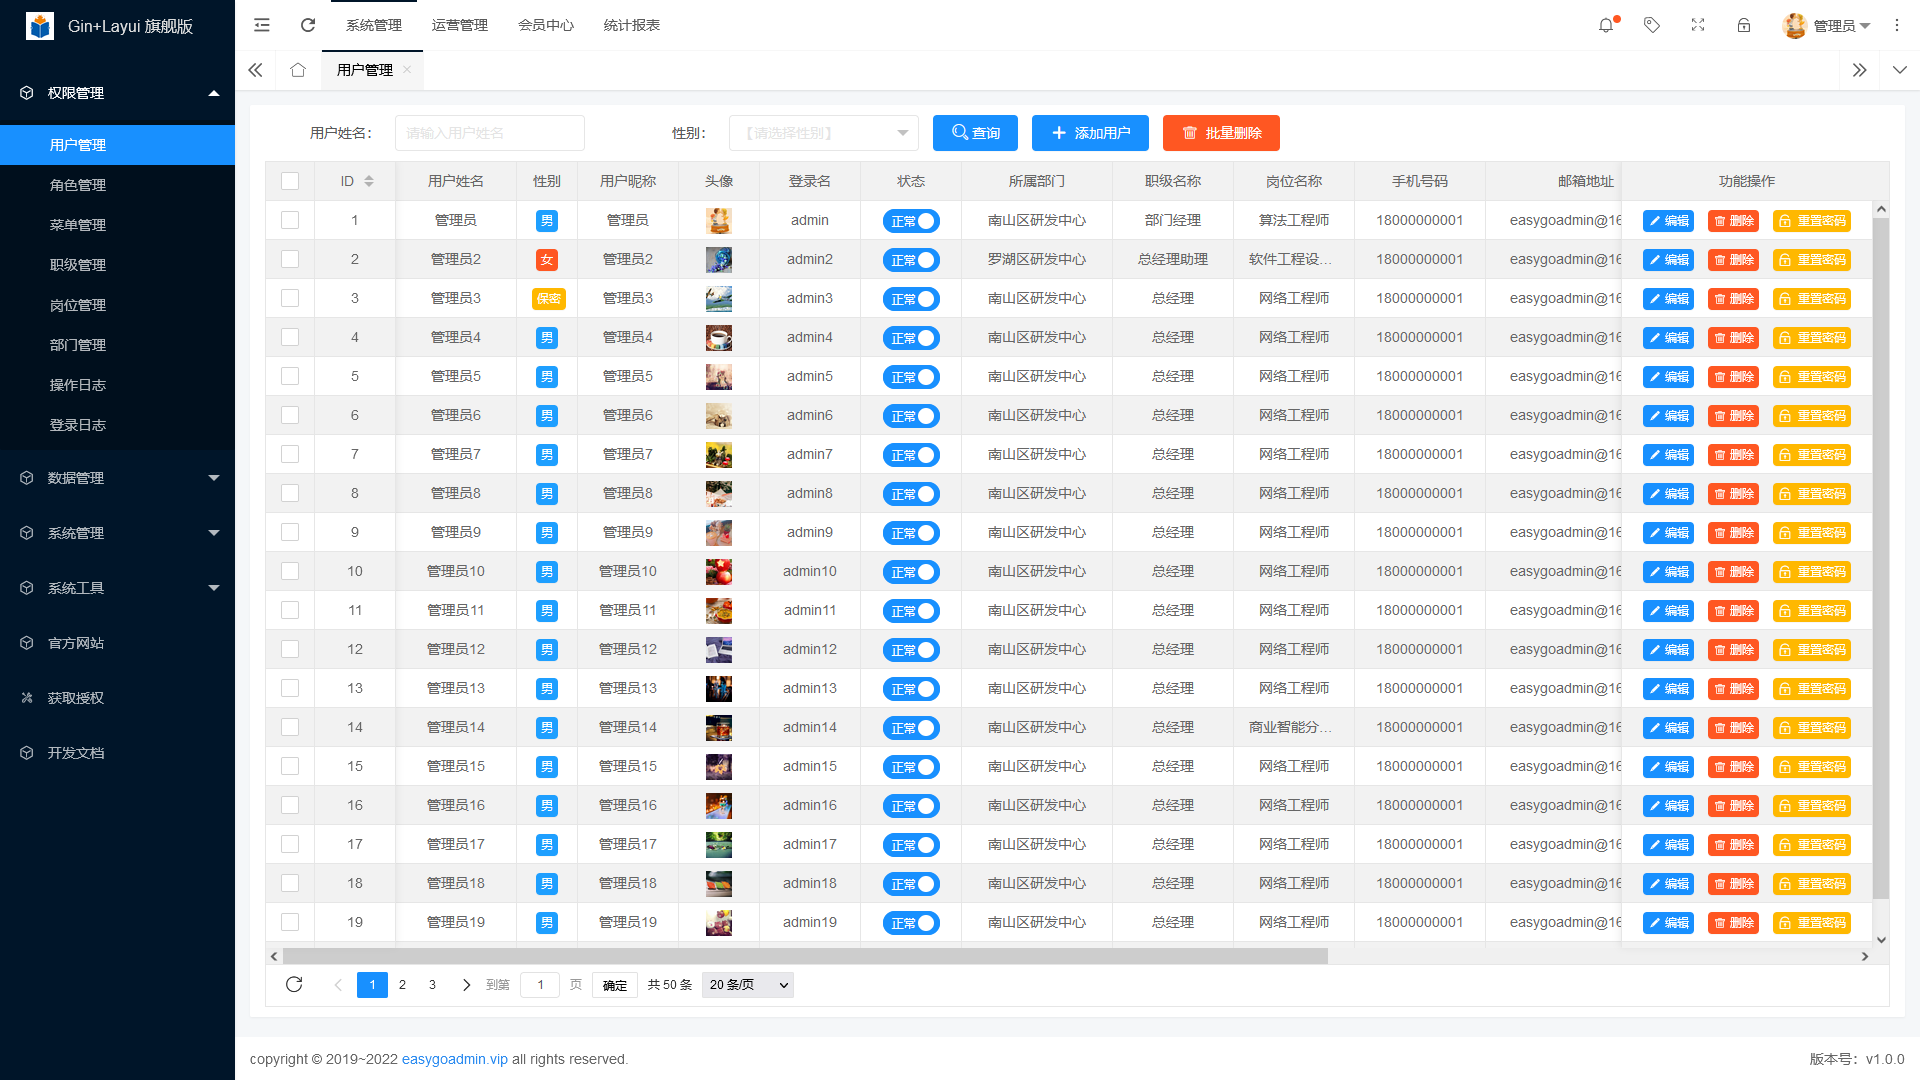 Gin+Layui 旗舰版
系统管理 运营管理 会员中心 统计报表 管理员
用户管理
权限管理
用户管理
角色管理
菜单管理
职级管理
岗位管理
部门管理
操作日志
登录日志
数据管理
系统管理
系统工具
官方网站
获取授权
开发文档
用户姓名： 请输入用户姓名 性别： 【请选择性别】 查询 添加用户 批量删除
ID 用户姓名 性别 用户昵称 头像 登录名 状态 所属部门 职级名称 岗位名称 手机号码 邮箱地址 功能操作
1 管理员 男 管理员 admin 正常 南山区研发中心 部门经理 算法工程师 18000000001 easygoadmin@16 编辑 删除 重置密码
2 管理员2 女 管理员2 admin2 正常 罗湖区研发中心 总经理助理 软件工程设... 18000000001 easygoadmin@16 编辑 删除 重置密码
3 管理员3 保密 管理员3 admin3 正常 南山区研发中心 总经理 网络工程师 18000000001 easygoadmin@16 编辑 删除 重置密码
4 管理员4 男 管理员4 admin4 正常 南山区研发中心 总经理 网络工程师 18000000001 easygoadmin@16 编辑 删除 重置密码
5 管理员5 男 管理员5 admin5 正常 南山区研发中心 总经理 网络工程师 18000000001 easygoadmin@16 编辑 删除 重置密码
6 管理员6 男 管理员6 admin6 正常 南山区研发中心 总经理 网络工程师 18000000001 easygoadmin@16 编辑 删除 重置密码
7 管理员7 男 管理员7 admin7 正常 南山区研发中心 总经理 网络工程师 18000000001 easygoadmin@16 编辑 删除 重置密码
8 管理员8 男 管理员8 admin8 正常 南山区研发中心 总经理 网络工程师 18000000001 easygoadmin@16 编辑 删除 重置密码
9 管理员9 男 管理员9 admin9 正常 南山区研发中心 总经理 网络工程师 18000000001 easygoadmin@16 编辑 删除 重置密码
10 管理员10 男 管理员10 admin10 正常 南山区研发中心 总经理 网络工程师 18000000001 easygoadmin@16 编辑 删除 重置密码
11 管理员11 男 管理员11 admin11 正常 南山区研发中心 总经理 网络工程师 18000000001 easygoadmin@16 编辑 删除 重置密码
12 管理员12 男 管理员12 admin12 正常 南山区研发中心 总经理 网络工程师 18000000001 easygoadmin@16 编辑 删除 重置密码
13 管理员13 男 管理员13 admin13 正常 南山区研发中心 总经理 网络工程师 18000000001 easygoadmin@16 编辑 删除 重置密码
14 管理员14 男 管理员14 admin14 正常 南山区研发中心 总经理 商业智能分... 18000000001 easygoadmin@16 编辑 删除 重置密码
15 管理员15 男 管理员15 admin15 正常 南山区研发中心 总经理 网络工程师 18000000001 easygoadmin@16 编辑 删除 重置密码
16 管理员16 男 管理员16 admin16 正常 南山区研发中心 总经理 网络工程师 18000000001 easygoadmin@16 编辑 删除 重置密码
17 管理员17 男 管理员17 admin17 正常 南山区研发中心 总经理 网络工程师 18000000001 easygoadmin@16 编辑 删除 重置密码
18 管理员18 男 管理员18 admin18 正常 南山区研发中心 总经理 网络工程师 18000000001 easygoadmin@16 编辑 删除 重置密码
19 管理员19 男 管理员19 admin19 正常 南山区研发中心 总经理 网络工程师 18000000001 easygoadmin@16 编辑 删除 重置密码
1 2 3 到第 1 页 确定 共 50 条 20 条/页
copyright © 2019~2022 easygoadmin.vip all rights reserved. 版本号：v1.0.0